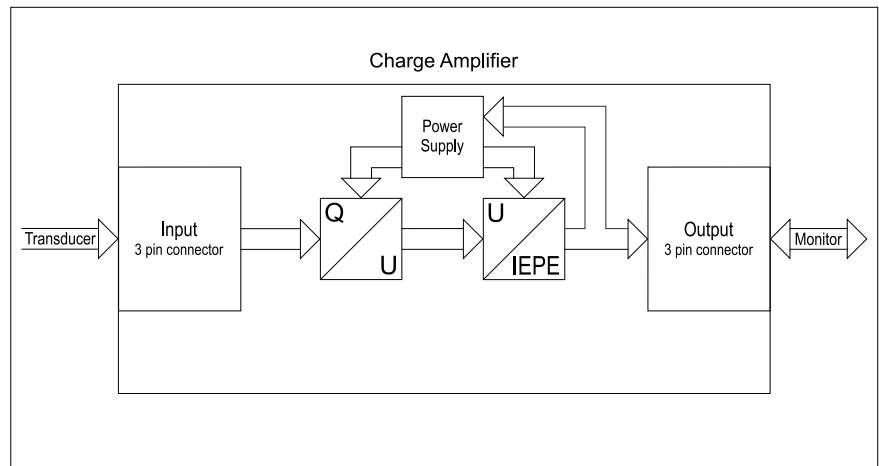 Charge Amplifier
Power
Supply
Transducer
Input
3 pin connector
Q
U
U
IEPE
Output
3 pin connector
Monitor